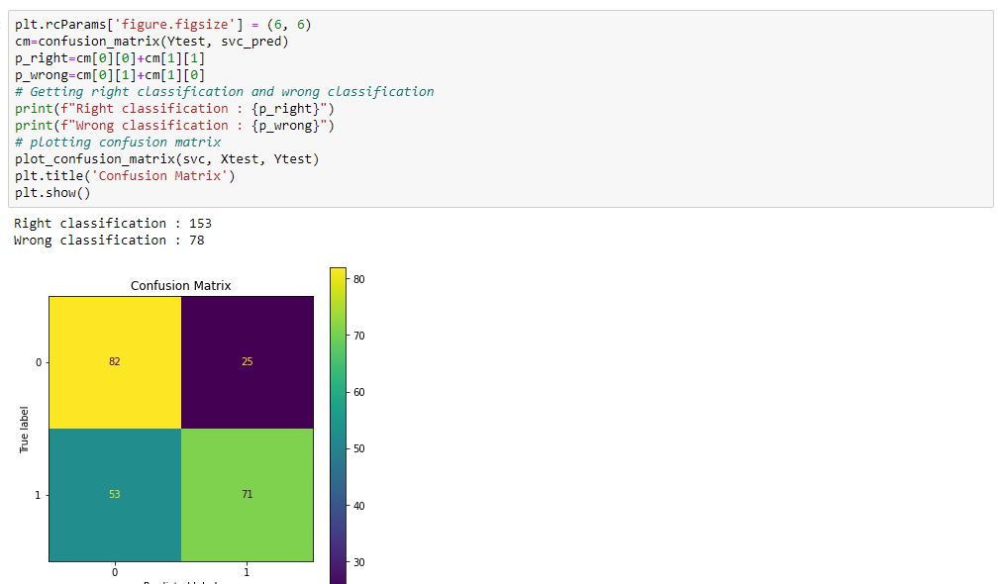 plt.rcParams['figure.figsize'] = (6, 6)
cm=confusion_matrix(Ytest, svc_pred)
p_right=cm[0][0]+cm[1][1]
p_wrong=cm[0][1]+cm[1][0]
# Getting right classification and wrong classification
print(f"Right classification : {p_right}")
print(f"Wrong classification : {p_wrong}")
# plotting confusion matrix
plot_confusion_matrix(svc, Xtest, Ytest)
plt.title('Confusion Matrix')
plt.show()
Right classification : 153
Wrong classification : 78
Confusion Matrix
80
70
60
50
40
30
True label
0
82
25
1
53
71
0
1